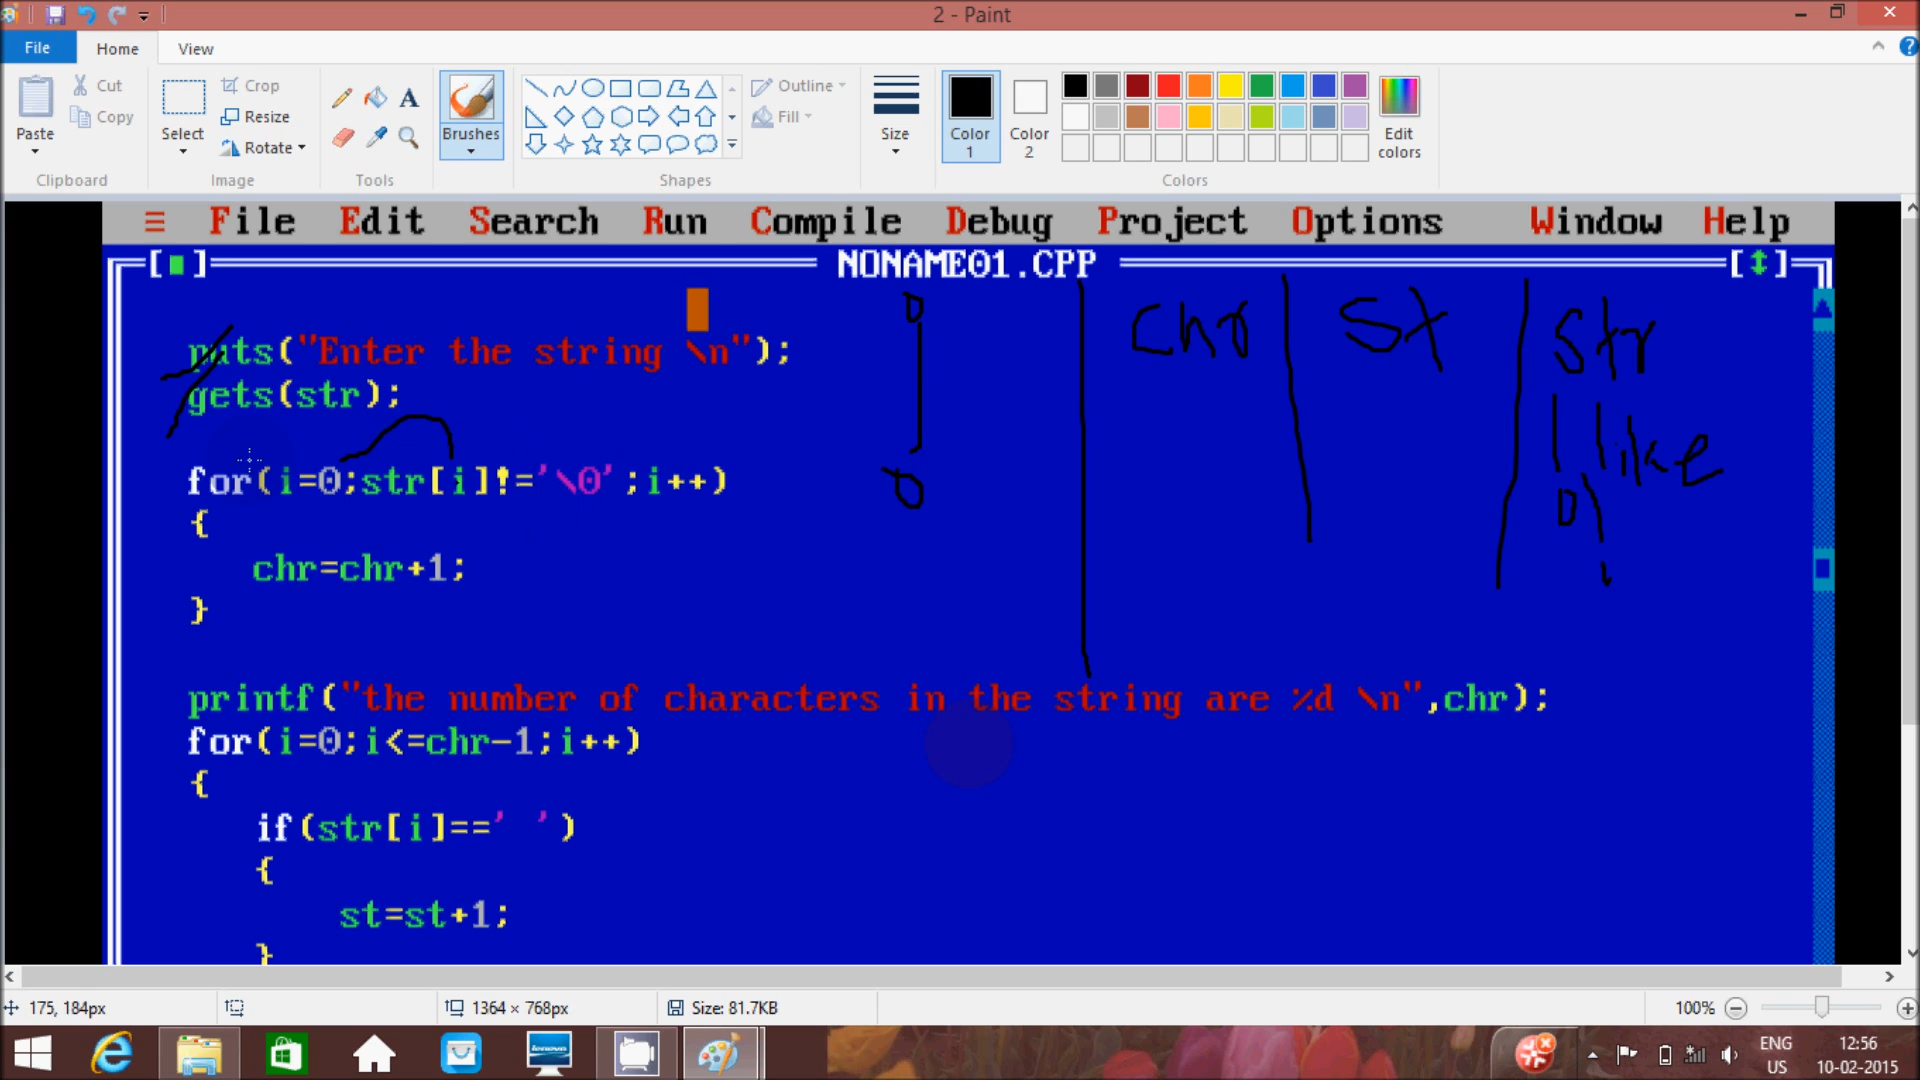 2 - Paint
File Home View
Paste
Cut
Copy
Clipboard
Select
Crop
Resize
Rotate
Image
A
Tools
Brushes
Shapes
Outline
Fill
Size
Color 1
Color 2
Edit colors
Colors
≡ File Edit Search Run Compile Debug Project Options Window Help
[■] NONAME01.CPP [↕]
puts("Enter the string \n");
gets(str);
for(i=0;str[i]!='\0';i++)
{
chr=chr+1;
}
printf("the number of characters in the string are %d \n",chr);
for(i=0;i<=chr-1;i++)
{
if(str[i]==' ')
{
st=st+1;
}
0
0
chr
st
str
I like
0 1
175, 184px
1364 × 768px
Size: 81.7KB
100%
lenovo
ENG
US
12:56
10-02-2015